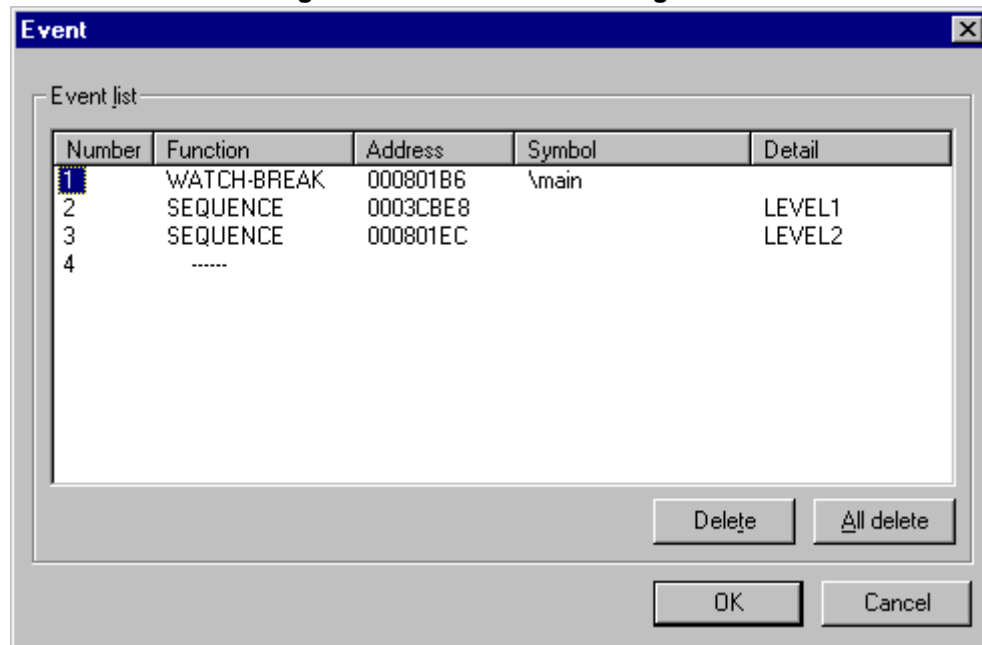 Event
Event list
Number Function Address Symbol Detail
1 WATCH-BREAK 000801B6 \main
2 SEQUENCE 0003CBE8 LEVEL1
3 SEQUENCE 000801EC LEVEL2
4 ------
Delete All delete
OK Cancel